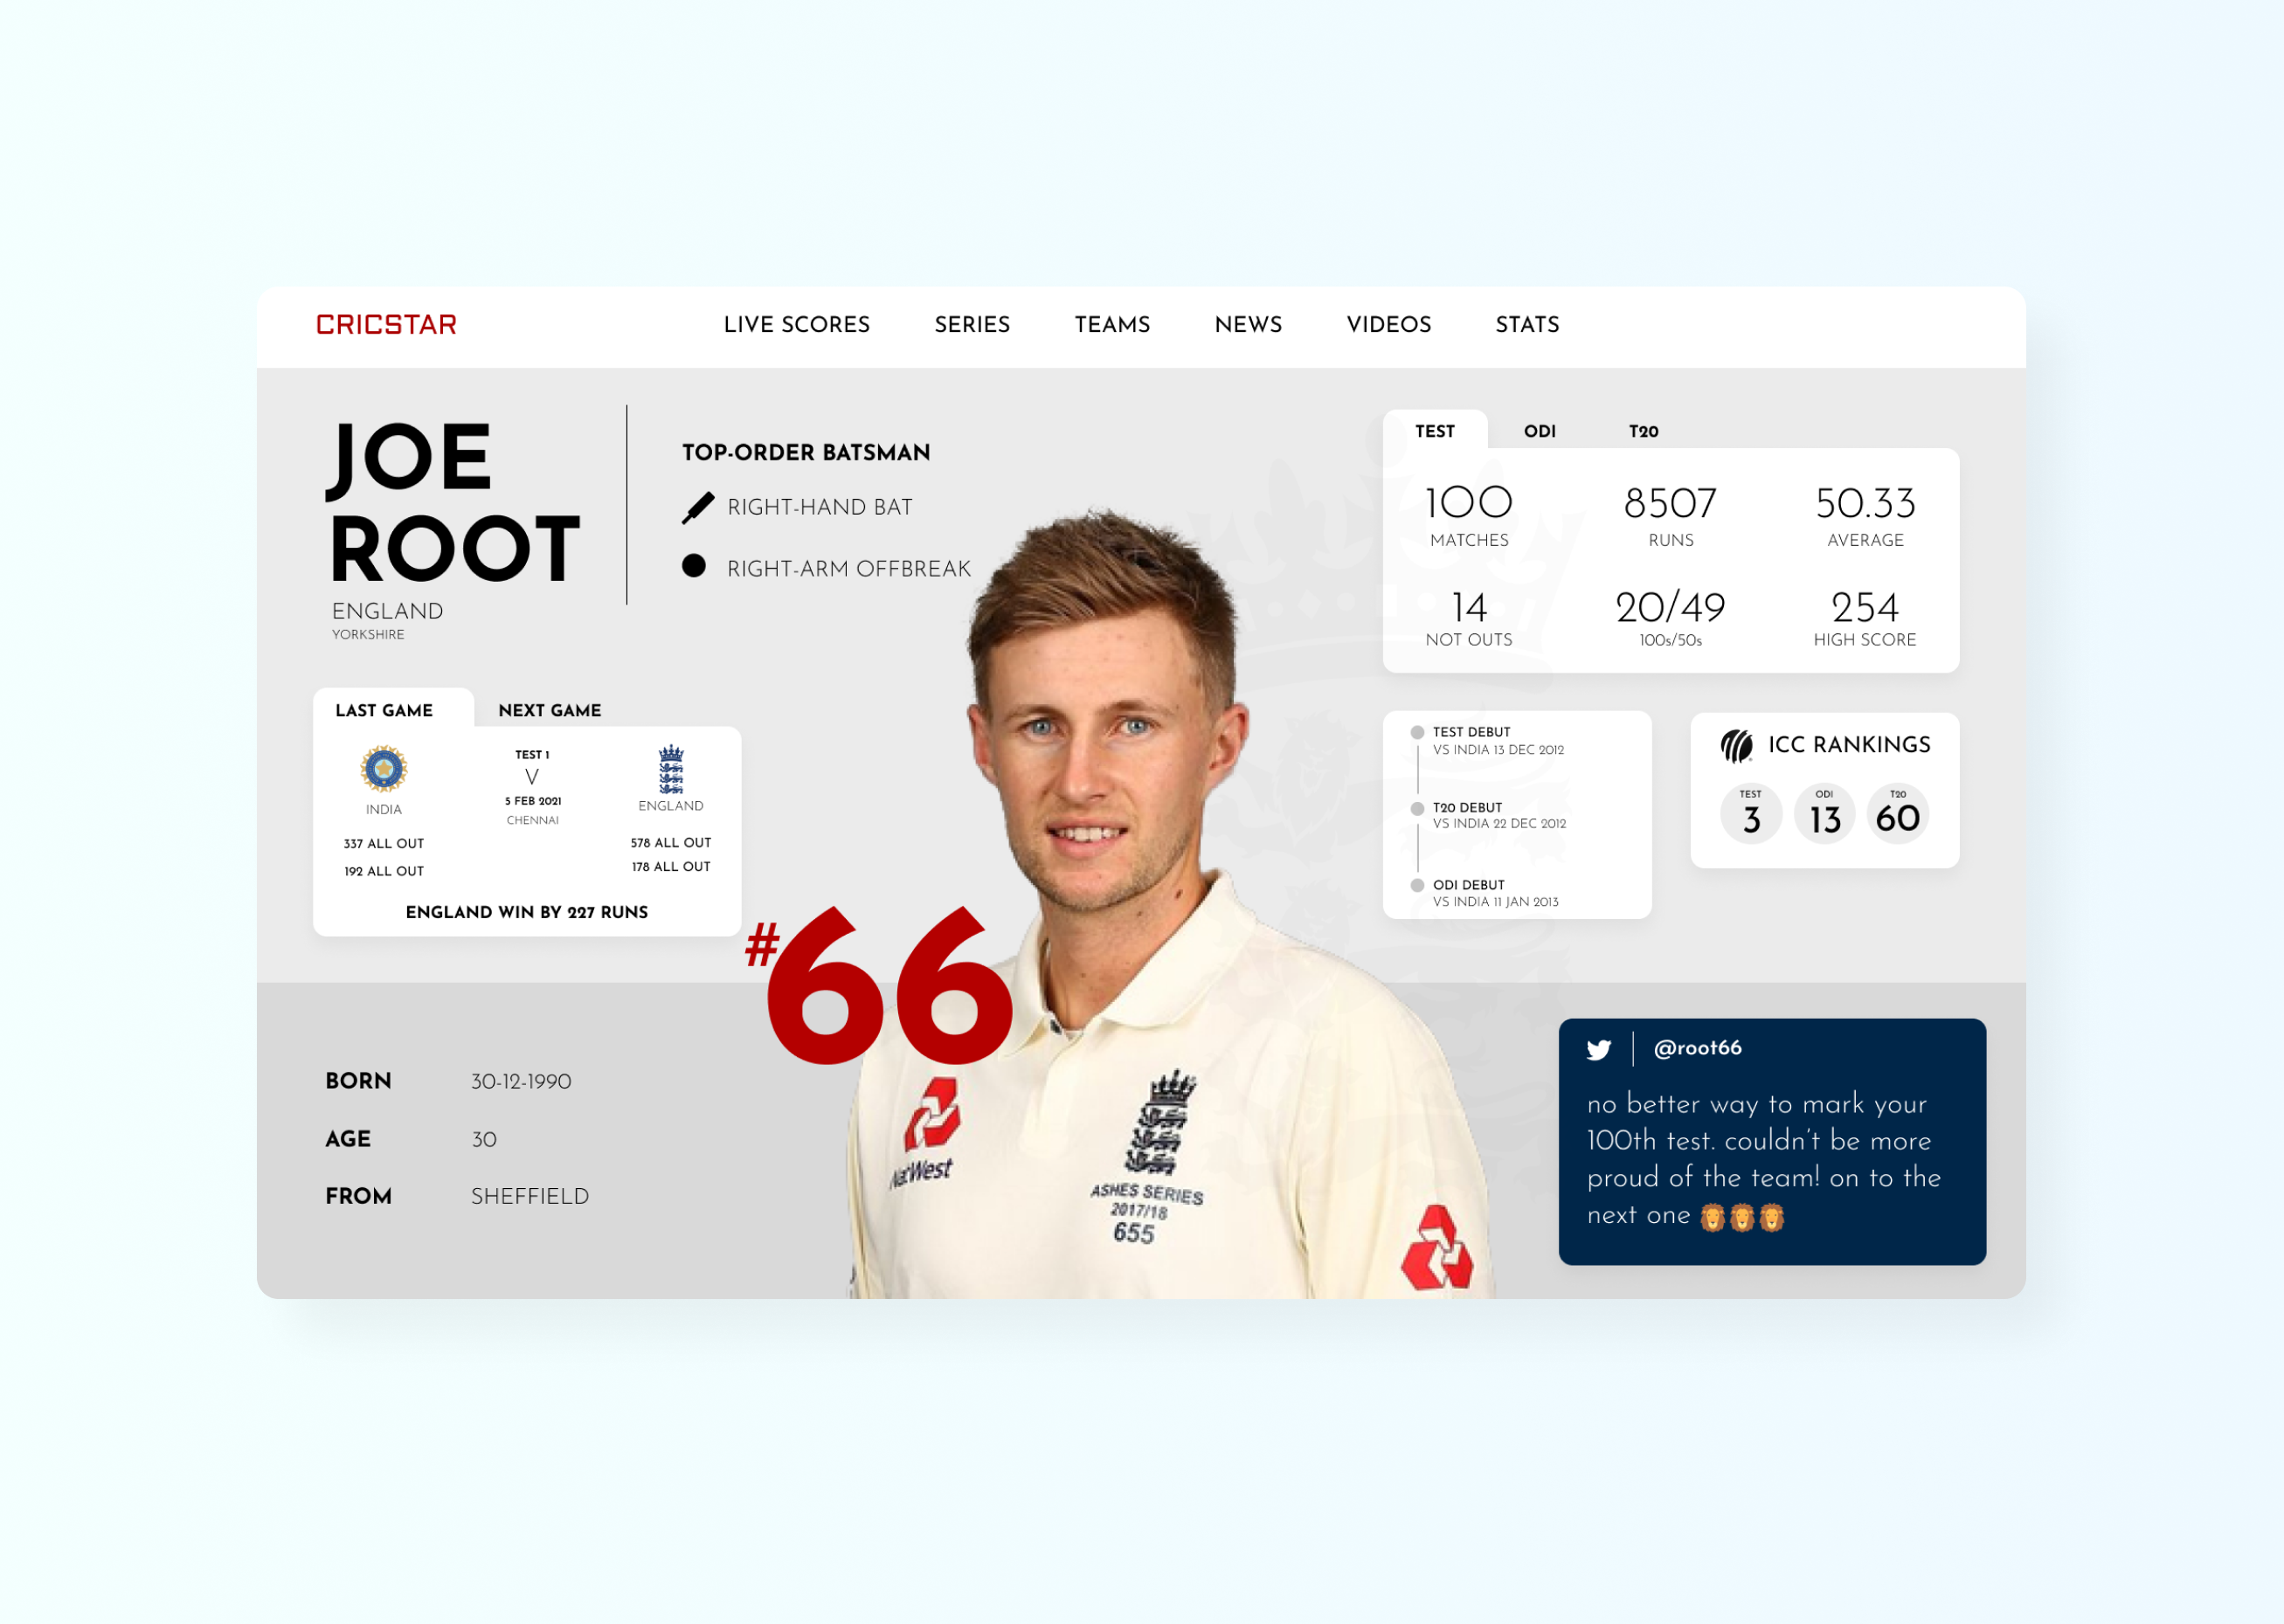 CRICSTAR
LIVE SCORES
SERIES
TEAMS
NEWS
VIDEOS
STATS
JOE
ROOT
ENGLAND
YORKSHIRE
TOP-ORDER BATSMAN
RIGHT-HAND BAT
RIGHT-ARM OFFBREAK
TEST
ODI
T20
100
MATCHES
8507
RUNS
50.33
AVERAGE
14
NOT OUTS
20/49
100s/50s
254
HIGH SCORE
LAST GAME
NEXT GAME
INDIA
337 ALL OUT
192 ALL OUT
TEST 1
V
5 FEB 2021
CHENNAI
ENGLAND
578 ALL OUT
178 ALL OUT
ENGLAND WIN BY 227 RUNS
TEST DEBUT
VS INDIA 13 DEC 2012
T20 DEBUT
VS INDIA 22 DEC 2012
ODI DEBUT
VS INDIA 11 JAN 2013
ICC RANKINGS
TEST
3
ODI
13
T20
60
#66
BORN 30-12-1990
AGE 30
FROM SHEFFIELD
NatWest
ASHES SERIES
2017/18
655
@root66
no better way to mark your
100th test. couldn't be more
proud of the team! on to the
next one 🦁🦁🦁